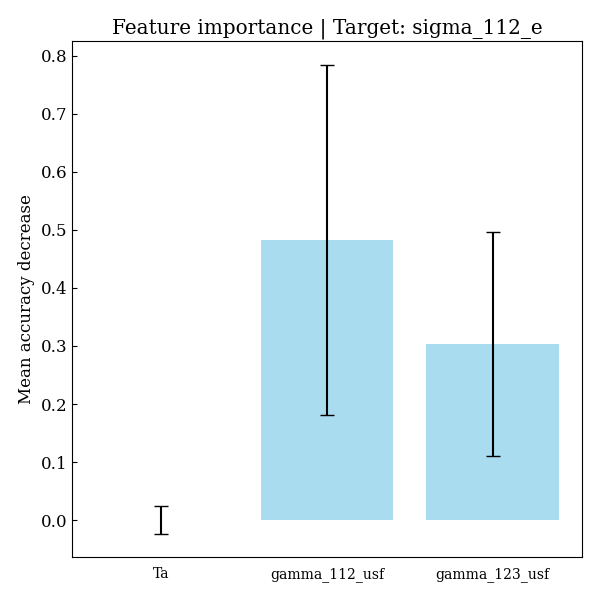 Feature importance | Target: sigma_112_e
Mean accuracy decrease
0.8
0.7
0.6
0.5
0.4
0.3
0.2
0.1
0.0
Ta
gamma_112_usf
gamma_123_usf